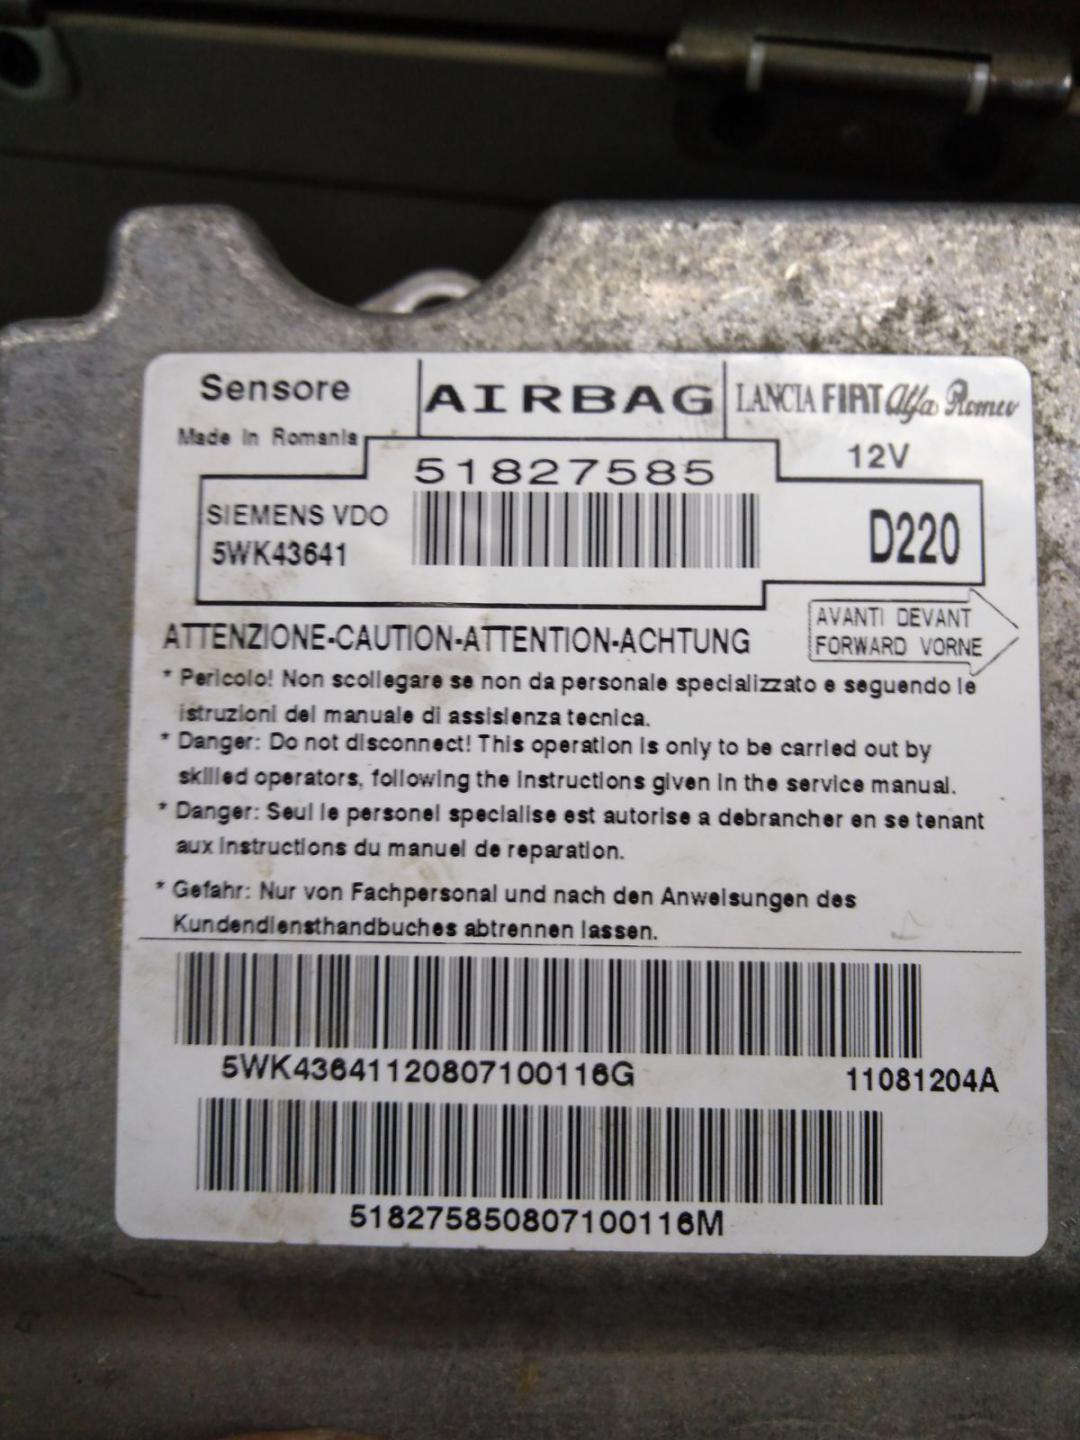 Sensore
AIRBAG
LANCIA FIAT Alfa Romeo
Made in Romania
12V
51827585
SIEMENS VDO
5WK43641
D220
AVANTI DEVANT
FORWARD VORNE
ATTENZIONE-CAUTION-ATTENTION-ACHTUNG
* Pericolo! Non scollegare se non da personale specializzato e seguendo le
istruzioni del manuale di assistenza tecnica.
* Danger: Do not disconnect! This operation is only to be carried out by
skilled operators, following the instructions given in the service manual.
* Danger: Seul le personel specialise est autorise a debrancher en se tenant
aux instructions du manuel de reparation.
* Gefahr: Nur von Fachpersonal und nach den Anweisungen des
Kundendiensthandbuches abtrennen lassen.
5WK43641120807100116G
11081204A
518275850807100116M